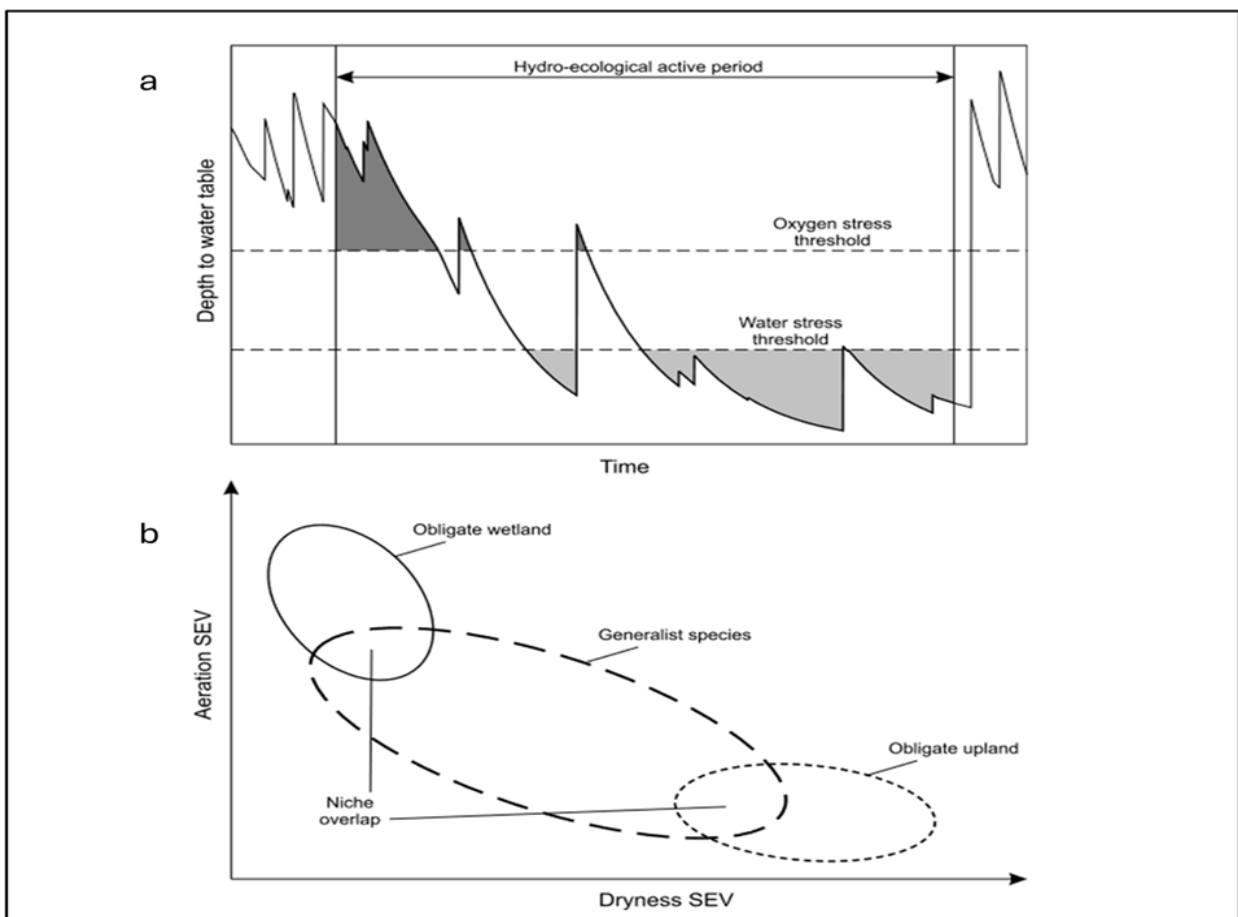 a
Hydro-ecological active period
Depth to water table
Oxygen stress
threshold
Water stress
threshold
Time
b
Obligate wetland
Generalist species
Aeration SEV
Obligate upland
Niche
overlap
Dryness SEV